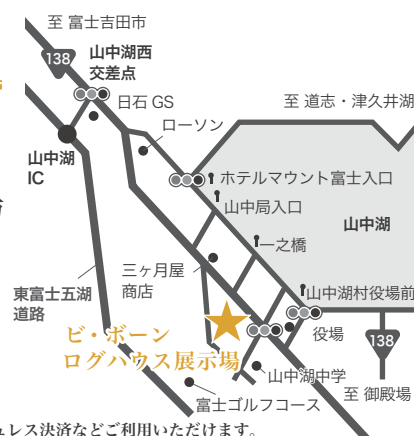 至 富士吉田市
138
山中湖西
交差点
日石 GS
至 道志・津久井湖
ローソン
山中湖
IC
ホテルマウント富士入口
山中局入口
山中湖
一之橋
三ヶ月屋
商店
東富士五湖
道路
山中湖村役場前
ビ・ボーン
ログハウス展示場
役場
138
山中湖中学
至 御殿場
富士ゴルフコース
ュレス決済などご利用いただけます。